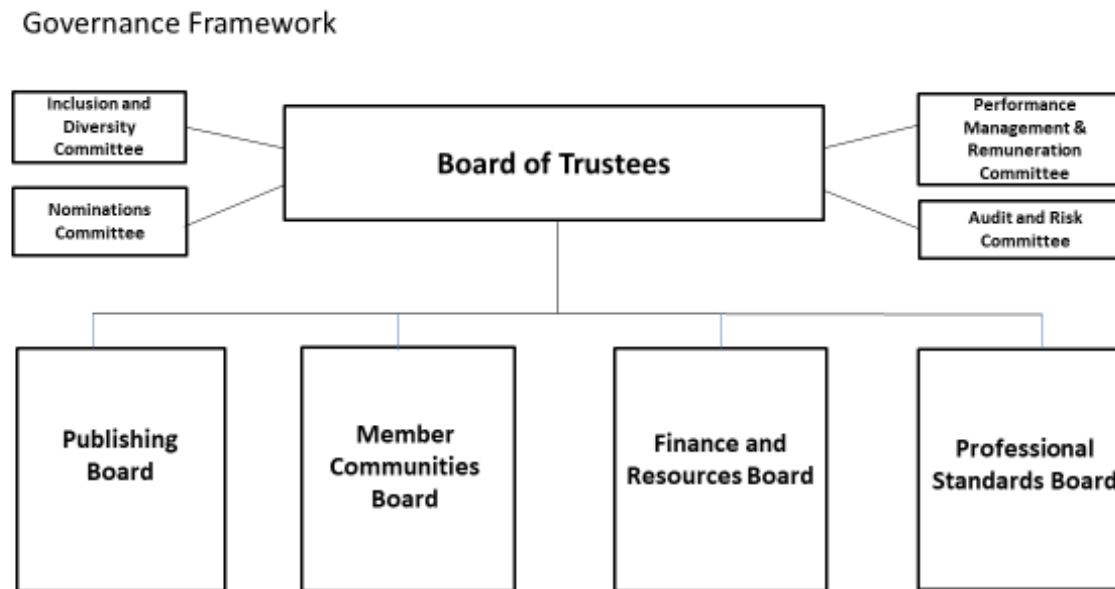 Governance Framework
Inclusion and
Diversity
Committee
Nominations
Committee
Board of Trustees
Performance
Management &
Remuneration
Committee
Audit and Risk
Committee
Publishing
Board
Member
Communities
Board
Finance and
Resources Board
Professional
Standards Board